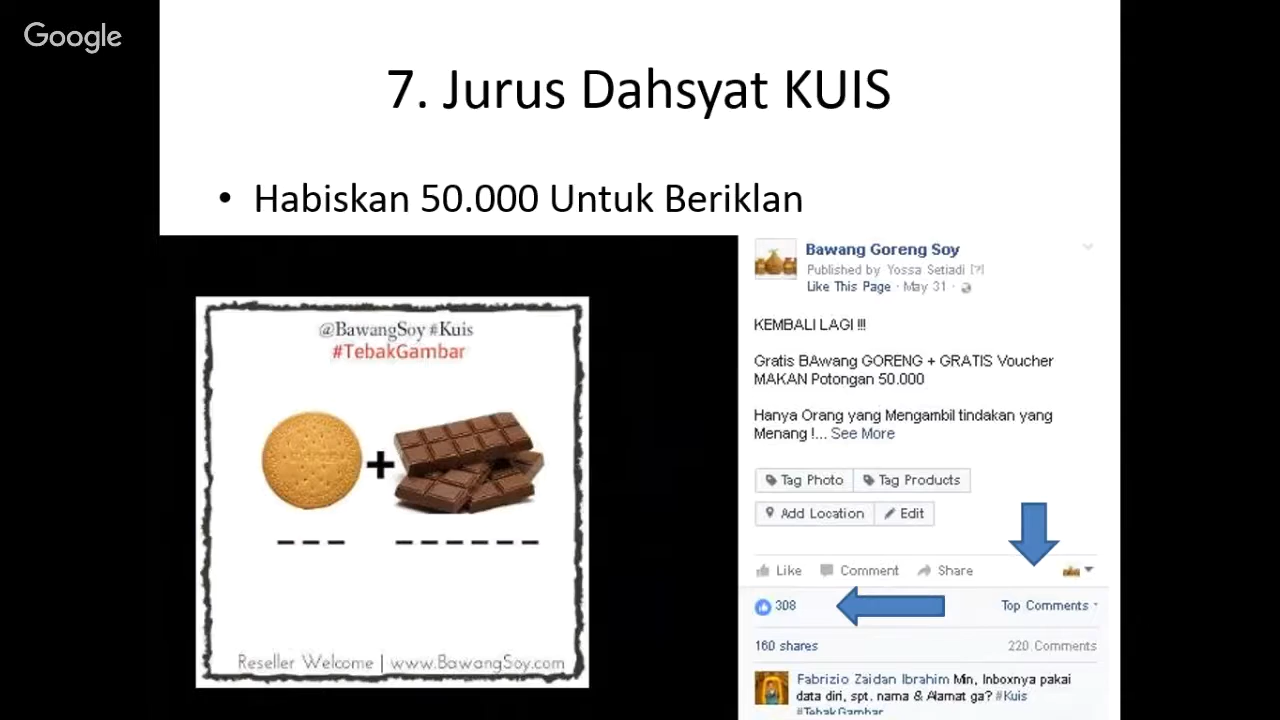 Google
7. Jurus Dahsyat KUIS
• Habiskan 50.000 Untuk Beriklan
@BawangSoy #Kuis
#TebakGambar
+
Reseller Welcome | www.BawangSoy.com
Bawang Goreng Soy
Published by Yossa Setiadi [?]
Like This Page · May 31 ·
KEMBALI LAGI !!!
Gratis BAwang GORENG + GRATIS Voucher
MAKAN Potongan 50.000
Hanya Orang yang Mengambil tindakan yang
Menang !... See More
Tag Photo Tag Products
Add Location Edit
Like Comment Share
308 Top Comments
160 shares 220 Comments
Fabrizio Zaidan Ibrahim Min, Inboxnya pakai
data diri, spt. nama & Alamat ga? #Kuis
#TebakGambar